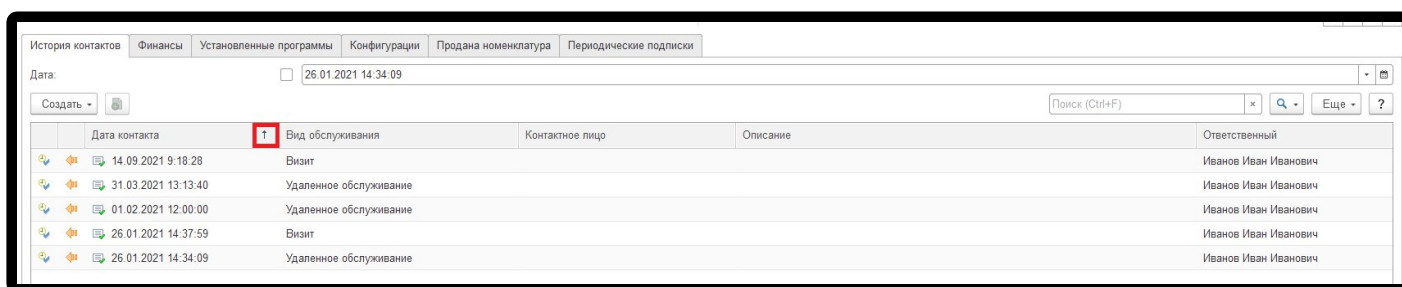 История контактов Финансы Установленные программы Конфигурации Продана номенклатура Периодические подписки
Дата: 26.01.2021 14:34:09
Создать Поиск (Ctrl+F) × Еще ?
Дата контакта ↑ Вид обслуживания Контактное лицо Описание Ответственный
14.09.2021 9:18:28 Визит Иванов Иван Иванович
31.03.2021 13:13:40 Удаленное обслуживание Иванов Иван Иванович
01.02.2021 12:00:00 Удаленное обслуживание Иванов Иван Иванович
26.01.2021 14:37:59 Визит Иванов Иван Иванович
26.01.2021 14:34:09 Удаленное обслуживание Иванов Иван Иванович